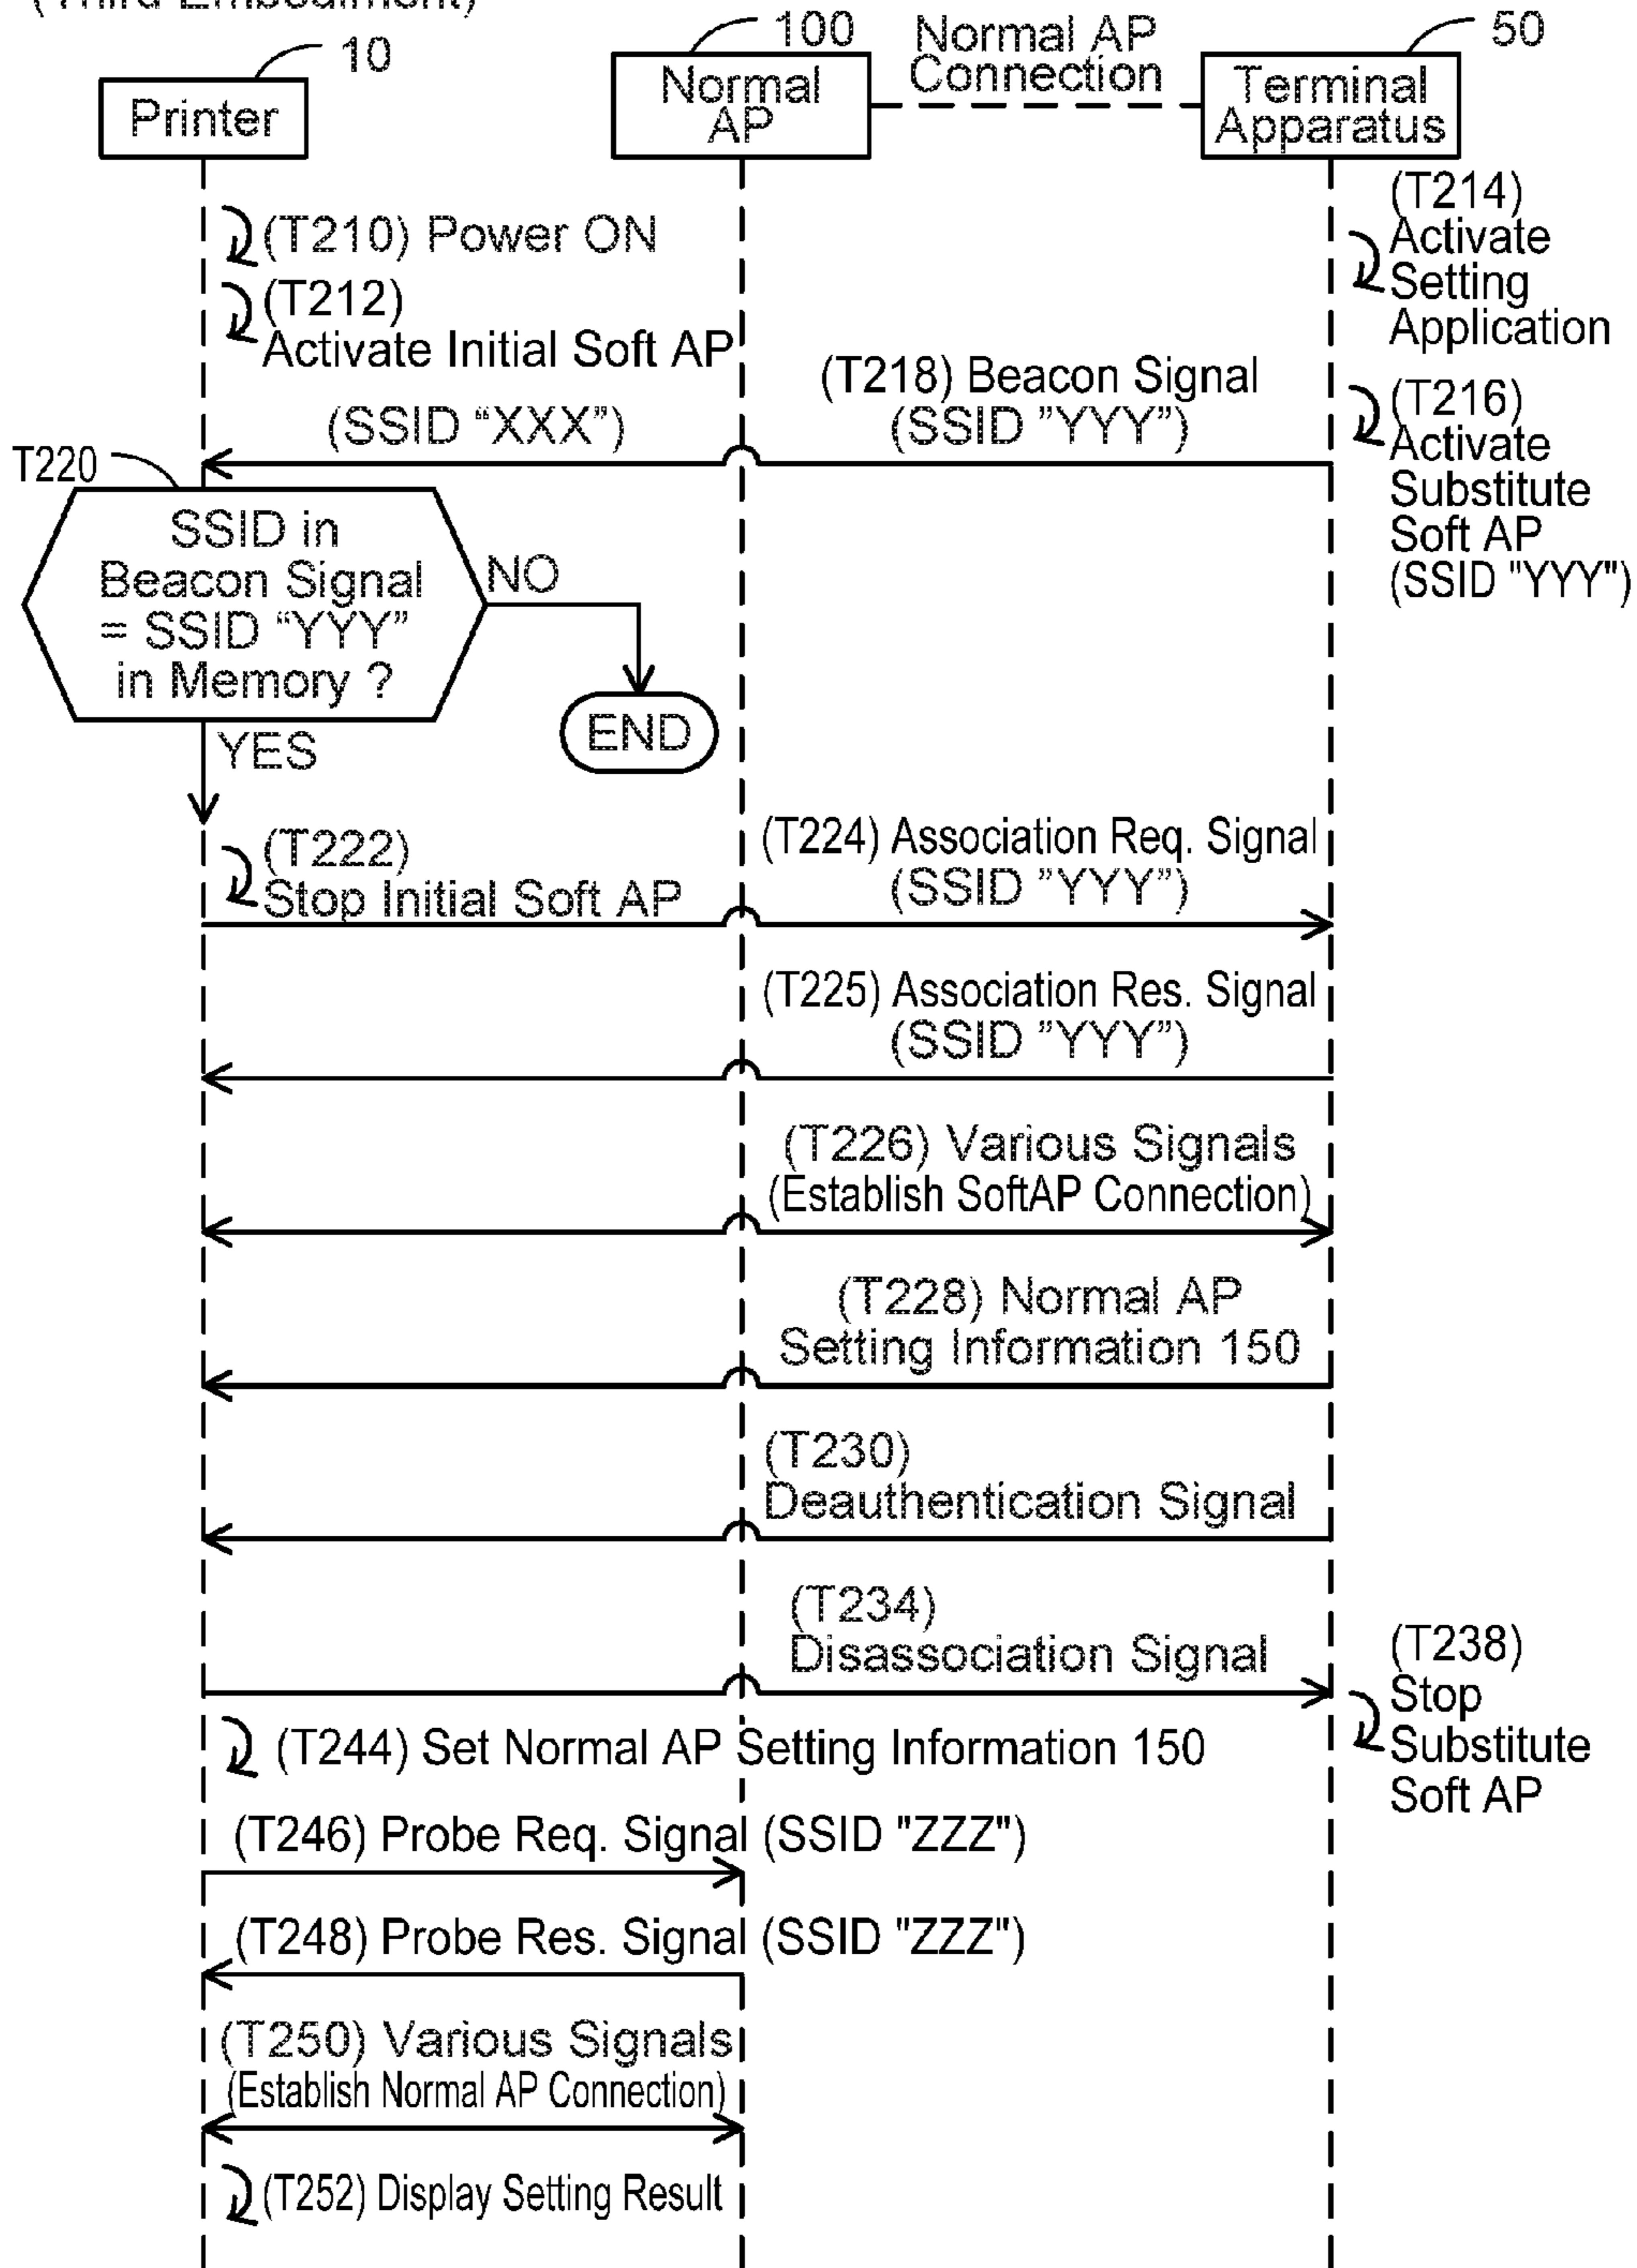 (Third Embodiment)
10
100
Normal AP
Connection
50
Printer
Normal
AP
Terminal
Apparatus
(T210) Power ON
(T212)
Activate Initial Soft AP
(T214)
Activate
Setting
Application
(SSID “XXX”)
(T218) Beacon Signal
(SSID ”YYY”)
(T216)
Activate
Substitute
Soft AP
(SSID "YYY")
T220
SSID in
Beacon Signal
= SSID “YYY”
in Memory ?
NO
END
YES
(T222)
Stop Initial Soft AP
(T224) Association Req. Signal
(SSID ”YYY”)
(T225) Association Res. Signal
(SSID ”YYY”)
(T226) Various Signals
(Establish SoftAP Connection)
(T228) Normal AP
Setting Information 150
(T230)
Deauthentication Signal
(T234)
Disassociation Signal
(T238)
Stop
Substitute
Soft AP
(T244) Set Normal AP Setting Information 150
(T246) Probe Req. Signal (SSID "ZZZ")
(T248) Probe Res. Signal (SSID "ZZZ")
(T250) Various Signals
(Establish Normal AP Connection)
(T252) Display Setting Result